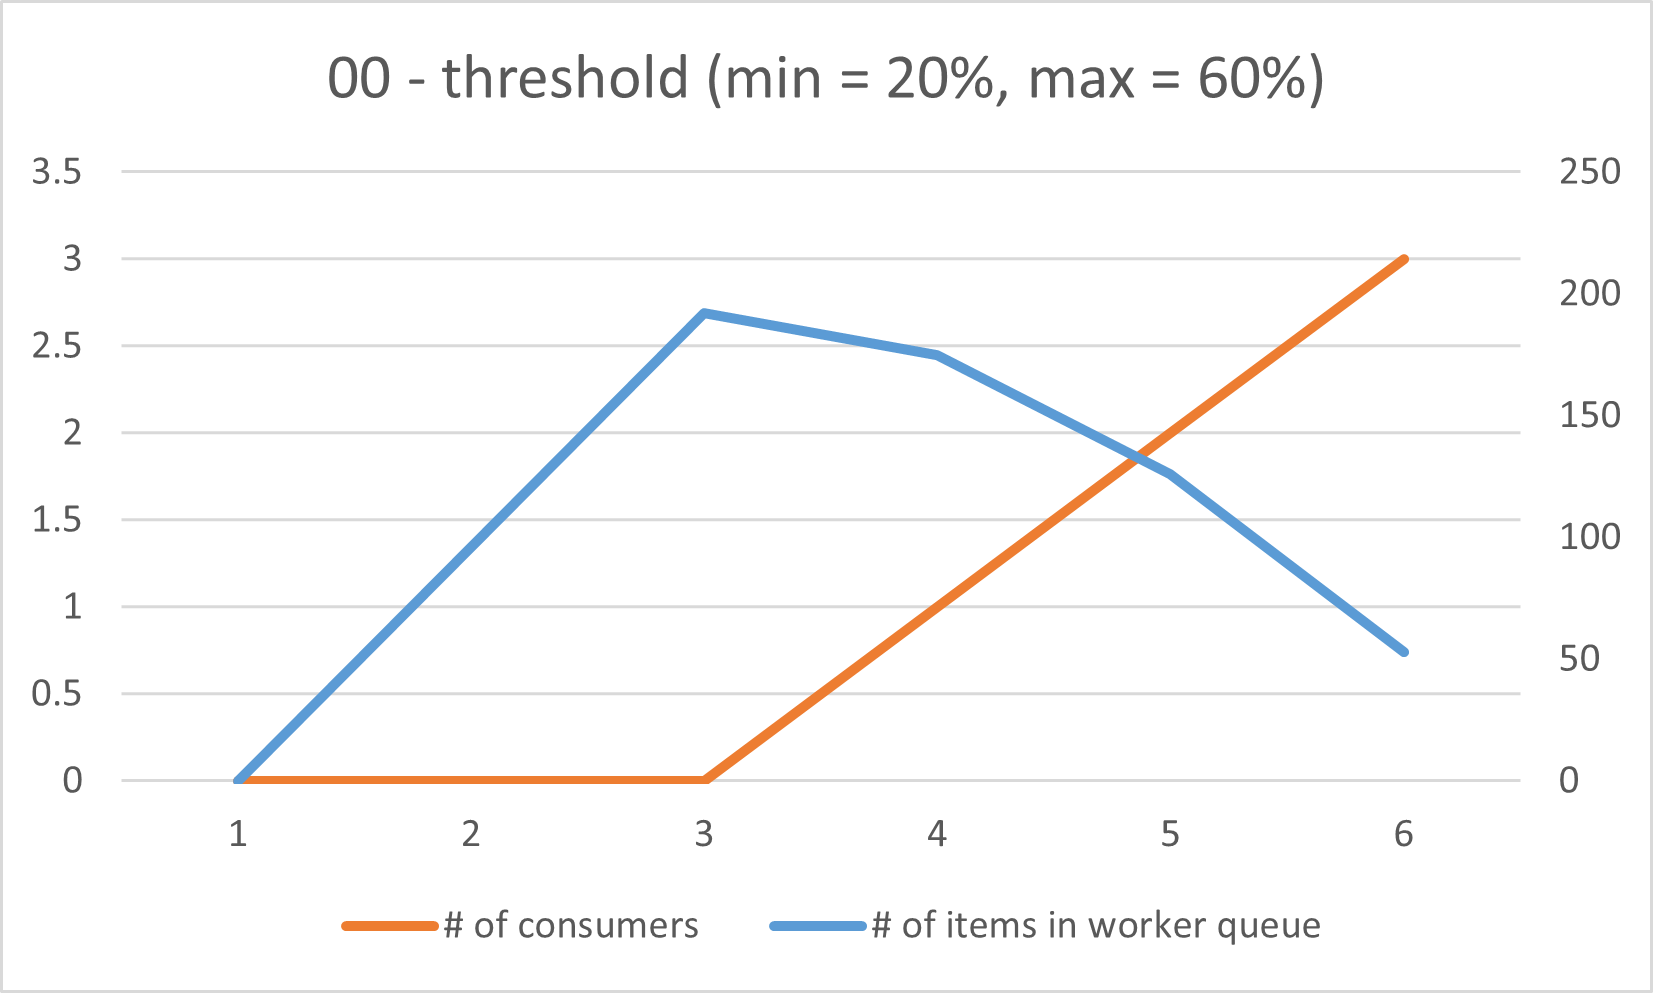 00 - threshold (min = 20%, max = 60%)
3.5 250
3 200
2.5 150
2 100
1.5 50
1 0
0.5
0
1 2 3 4 5 6
# of consumers # of items in worker queue